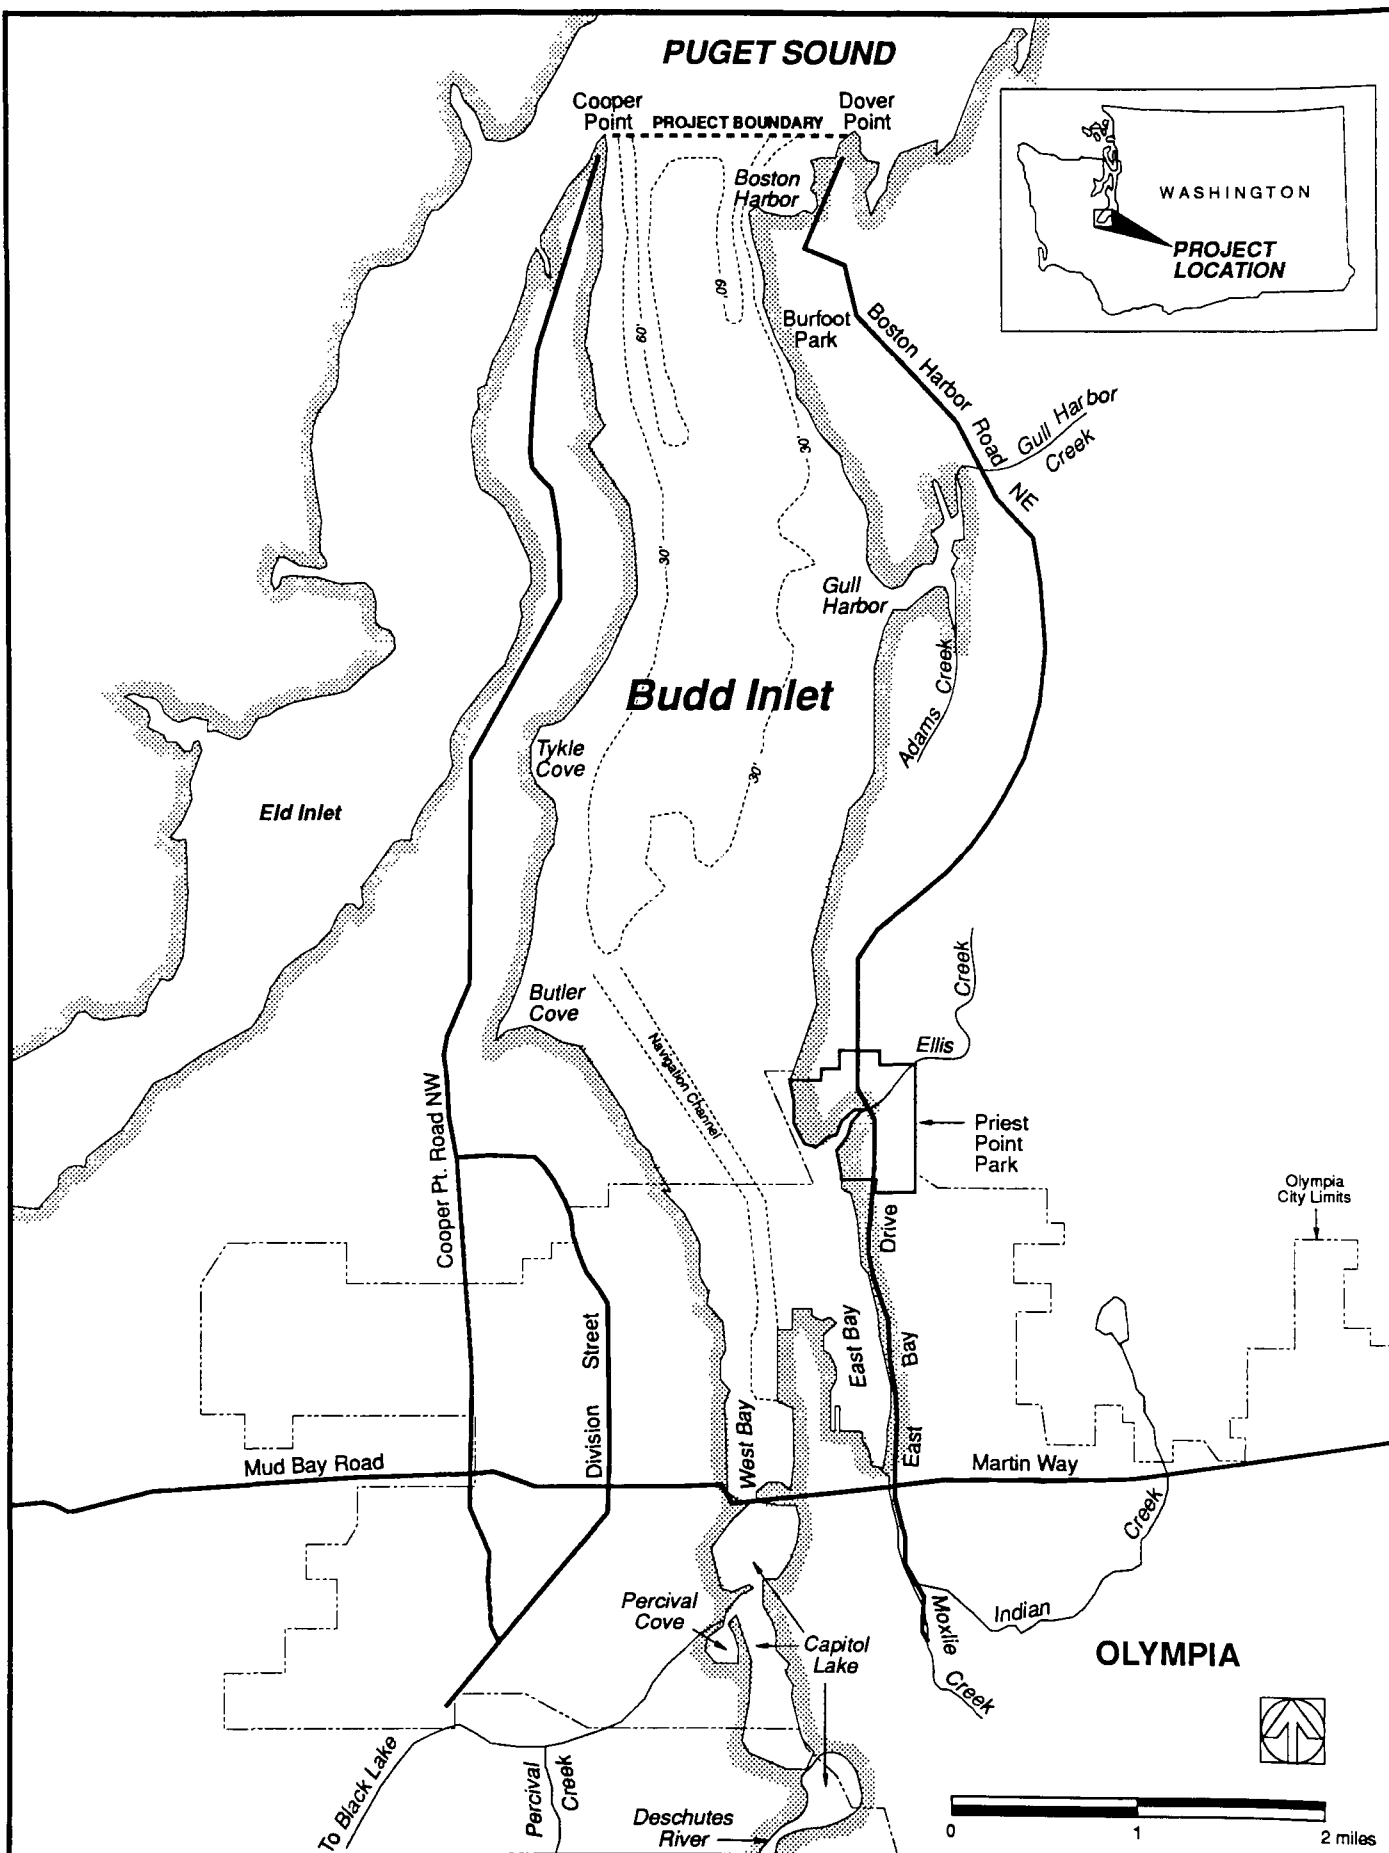 PUGET SOUND
Cooper
Point
PROJECT BOUNDARY
Dover
Point
Boston
Harbor
WASHINGTON
PROJECT
LOCATION
60'
60'
Burfoot
Park
Boston Harbor Road
NE
Gull Harbor
Creek
30'
30'
Gull
Harbor
Adams Creek
Budd Inlet
Tykle
Cove
30'
Eld Inlet
Butler
Cove
Navigation Channel
Ellis
Creek
Priest
Point
Park
Cooper Pt. Road NW
Olympia
City Limits
Division Street
East Bay Drive
East Bay
West Bay
Mud Bay Road
Martin Way
Percival
Cove
Capitol
Lake
Indian
Creek
Moxlie
Creek
OLYMPIA
To Black Lake
Percival
Creek
Deschutes
River
0
1
2 miles